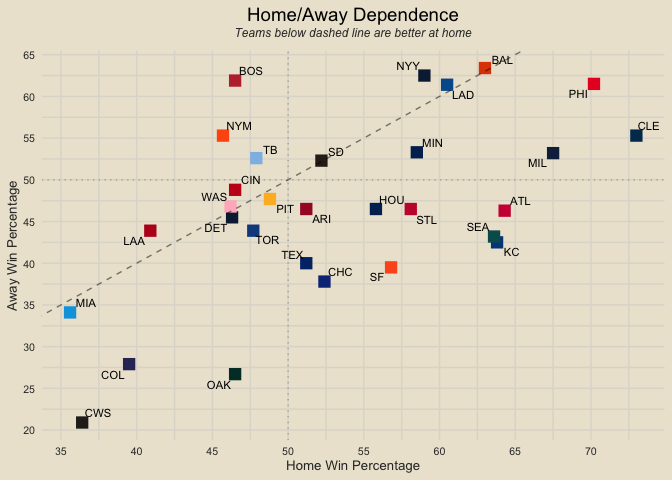 Home/Away Dependence
Teams below dashed line are better at home
Away Win Percentage
65
60
55
50
45
40
35
30
25
20
BOS
NYY
BAL
LAD
PHI
NYM
TB
SD
MIN
MIL
CLE
CIN
WAS
DET
PIT
ARI
HOU
STL
ATL
LAA
TOR
SEA
KC
TEX
CHC
SF
MIA
COL
OAK
CWS
35
40
45
50
55
60
65
70
Home Win Percentage